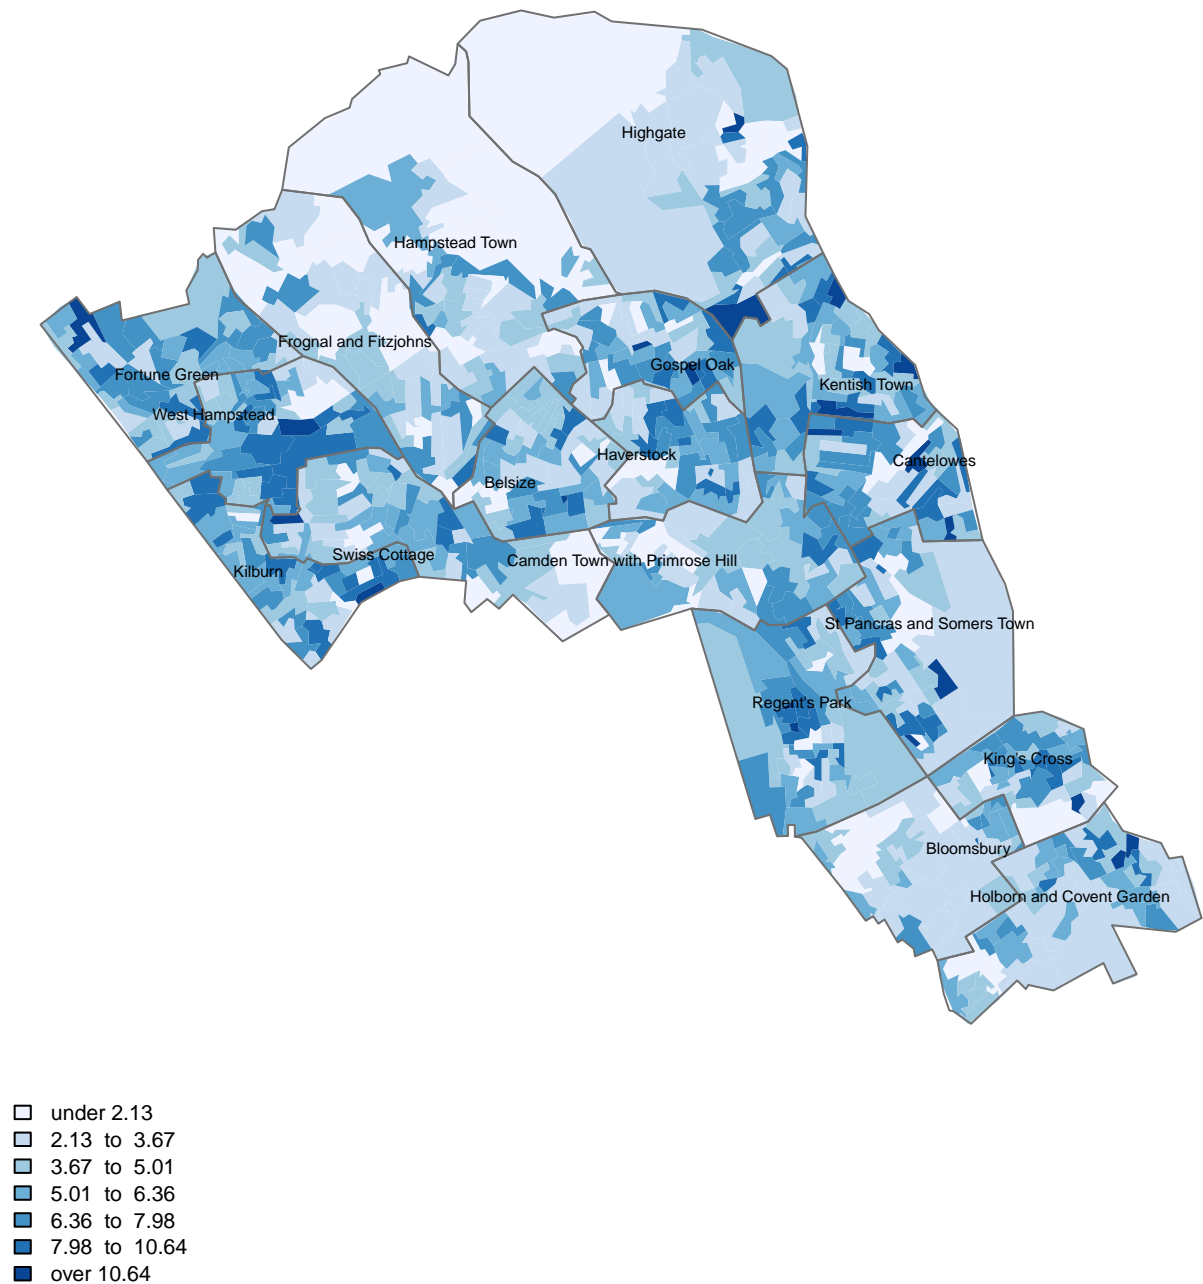 Highgate
Hampstead Town
Frognal and Fitzjohns
Gospel Oak
Fortune Green
Kentish Town
West Hampstead
Haverstock
Cantelowes
Belsize
Swiss Cottage
Camden Town with Primrose Hill
Kilburn
St Pancras and Somers Town
Regent's Park
King's Cross
Bloomsbury
Holborn and Covent Garden
under 2.13
2.13 to 3.67
3.67 to 5.01
5.01 to 6.36
6.36 to 7.98
7.98 to 10.64
over 10.64